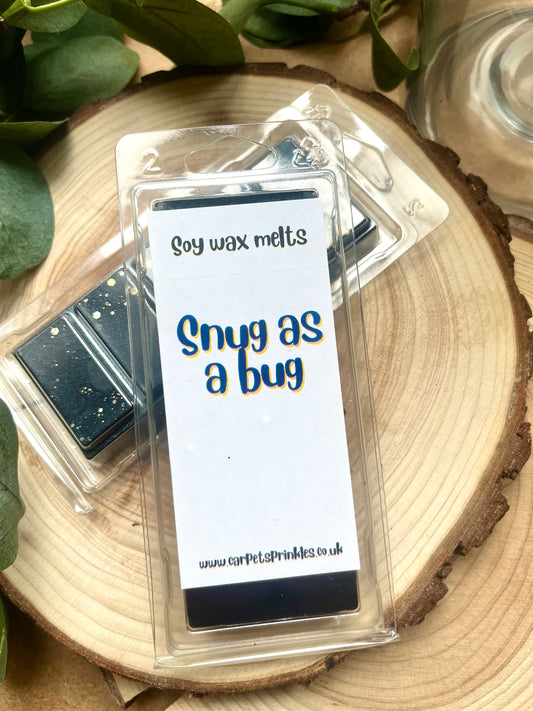 Soy wax melts
Snug as
a bug
www.carpetsprinkles.co.uk